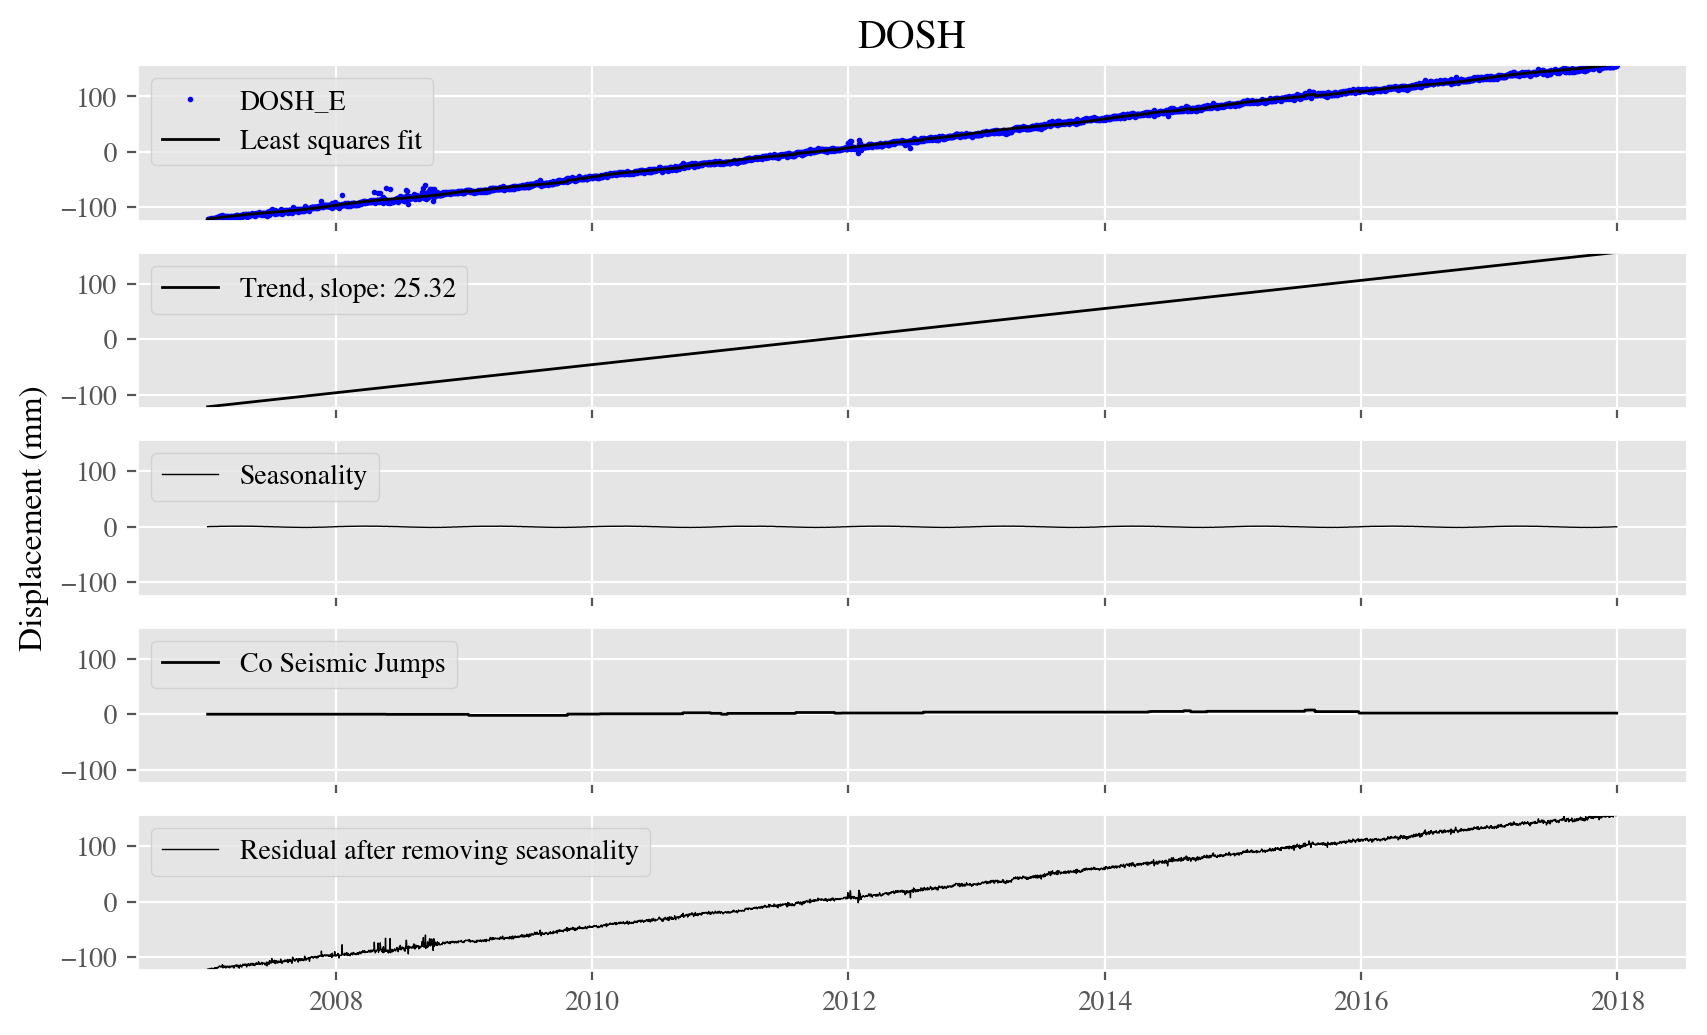 DOSH
Displacement (mm)
DOSH_E
Least squares fit
100
0
−100
Trend, slope: 25.32
100
0
−100
Seasonality
100
0
−100
Co Seismic Jumps
100
0
−100
Residual after removing seasonality
100
0
−100
2008 2010 2012 2014 2016 2018